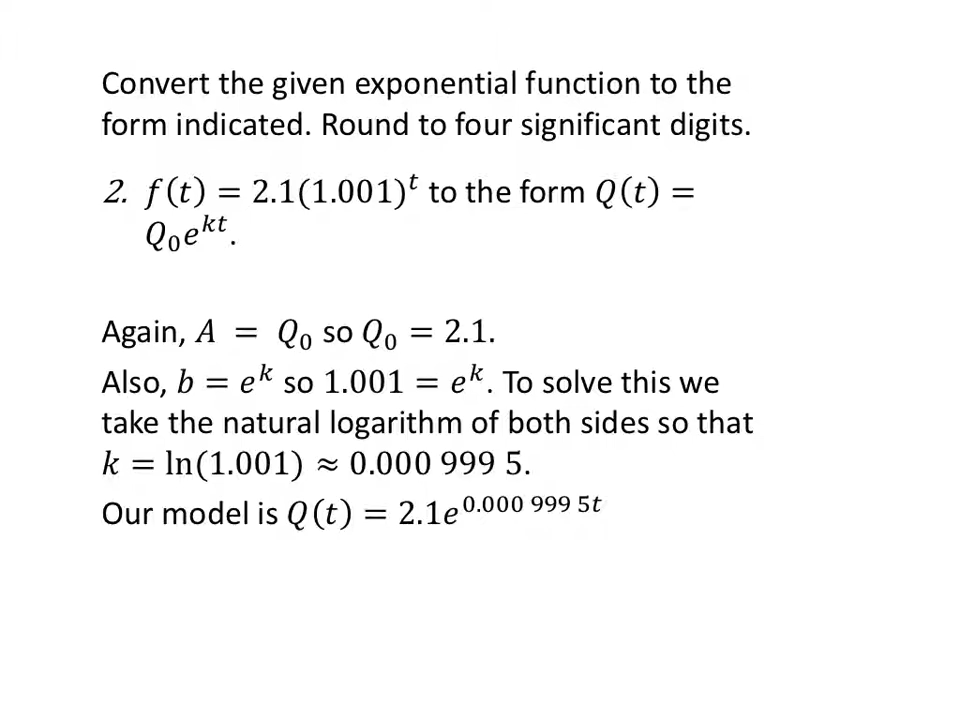 Convert the given exponential function to the
form indicated. Round to four significant digits.
2. f(t) = 2.1(1.001)^t to the form Q(t) =
Q₀e^{kt}.
Again, A = Q₀ so Q₀ = 2.1.
Also, b = e^k so 1.001 = e^k. To solve this we
take the natural logarithm of both sides so that
k = ln(1.001) ≈ 0.000 999 5.
Our model is Q(t) = 2.1e^{0.000 999 5t}